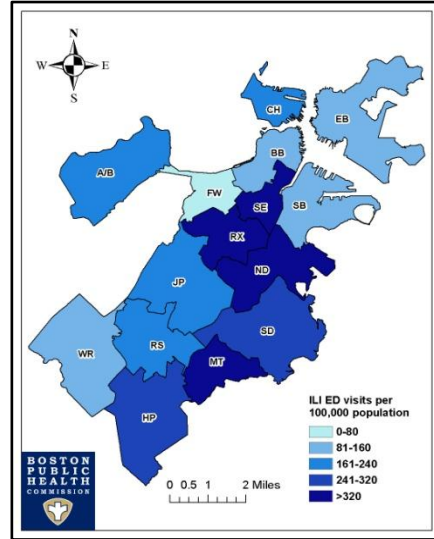 N
W E
S
CH
EB
BB
A/B
FW
SE
SB
RX
ND
JP
SD
WR
RS
MT
HP
ILI ED visits per
100,000 population
0-80
81-160
161-240
241-320
>320
BOSTON
PUBLIC
HEALTH
COMMISSION
0 0.5 1 2 Miles